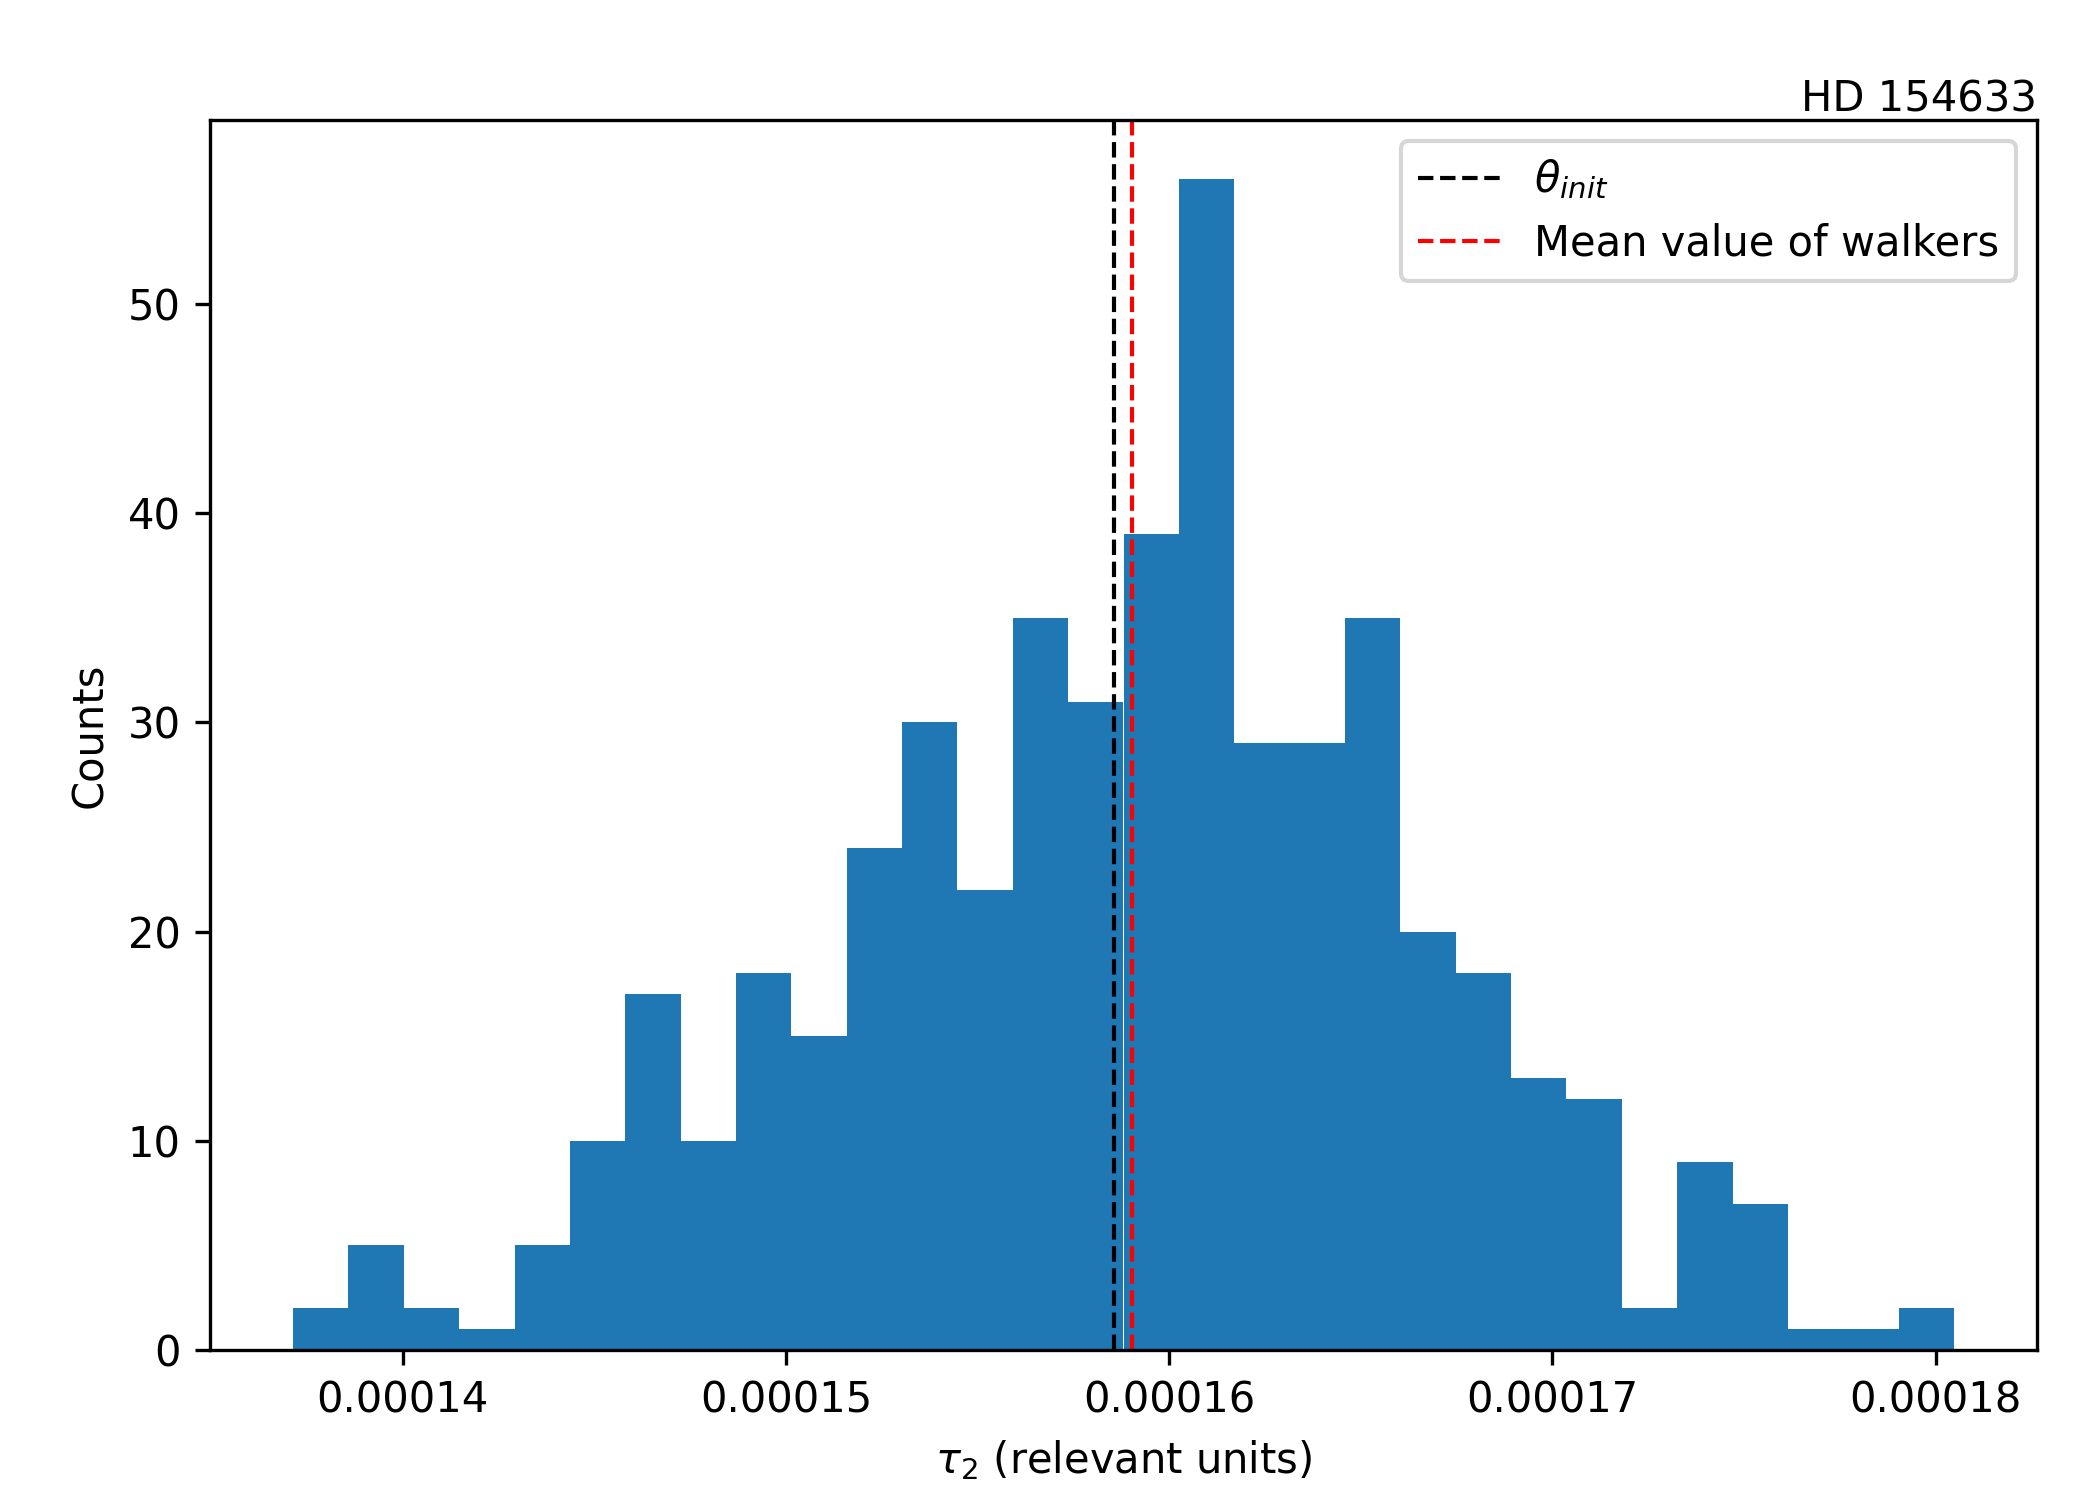 HD 154633
θinit
Mean value of walkers
50
40
30
20
10
0
Counts
0.00014 0.00015 0.00016 0.00017 0.00018
τ2 (relevant units)